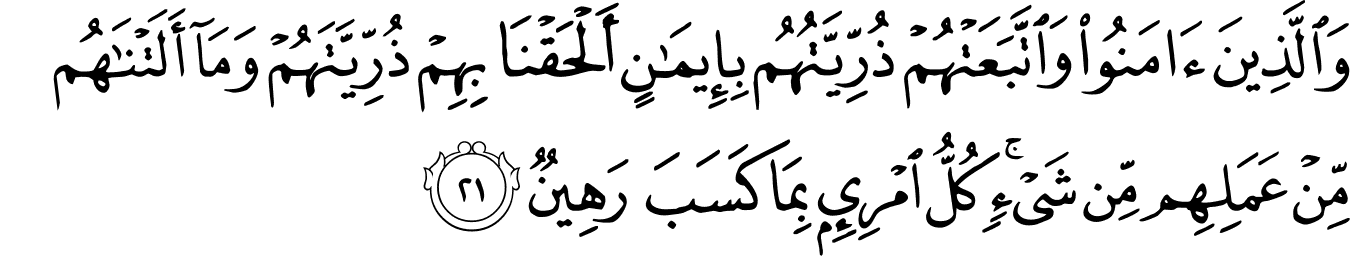 وَٱلَّذِينَ ءَامَنُوا۟ وَٱتَّبَعَتْهُمْ ذُرِّيَّتُهُم بِإِيمَـٰنٍ أَلْحَقْنَا بِهِمْ ذُرِّيَّتَهُمْ وَمَآ أَلَتْنَـٰهُم
مِّنْ عَمَلِهِم مِّن شَىْءٍۢ ۚ كُلُّ ٱمْرِئٍۭ بِمَا كَسَبَ رَهِينٌۭ ٢١